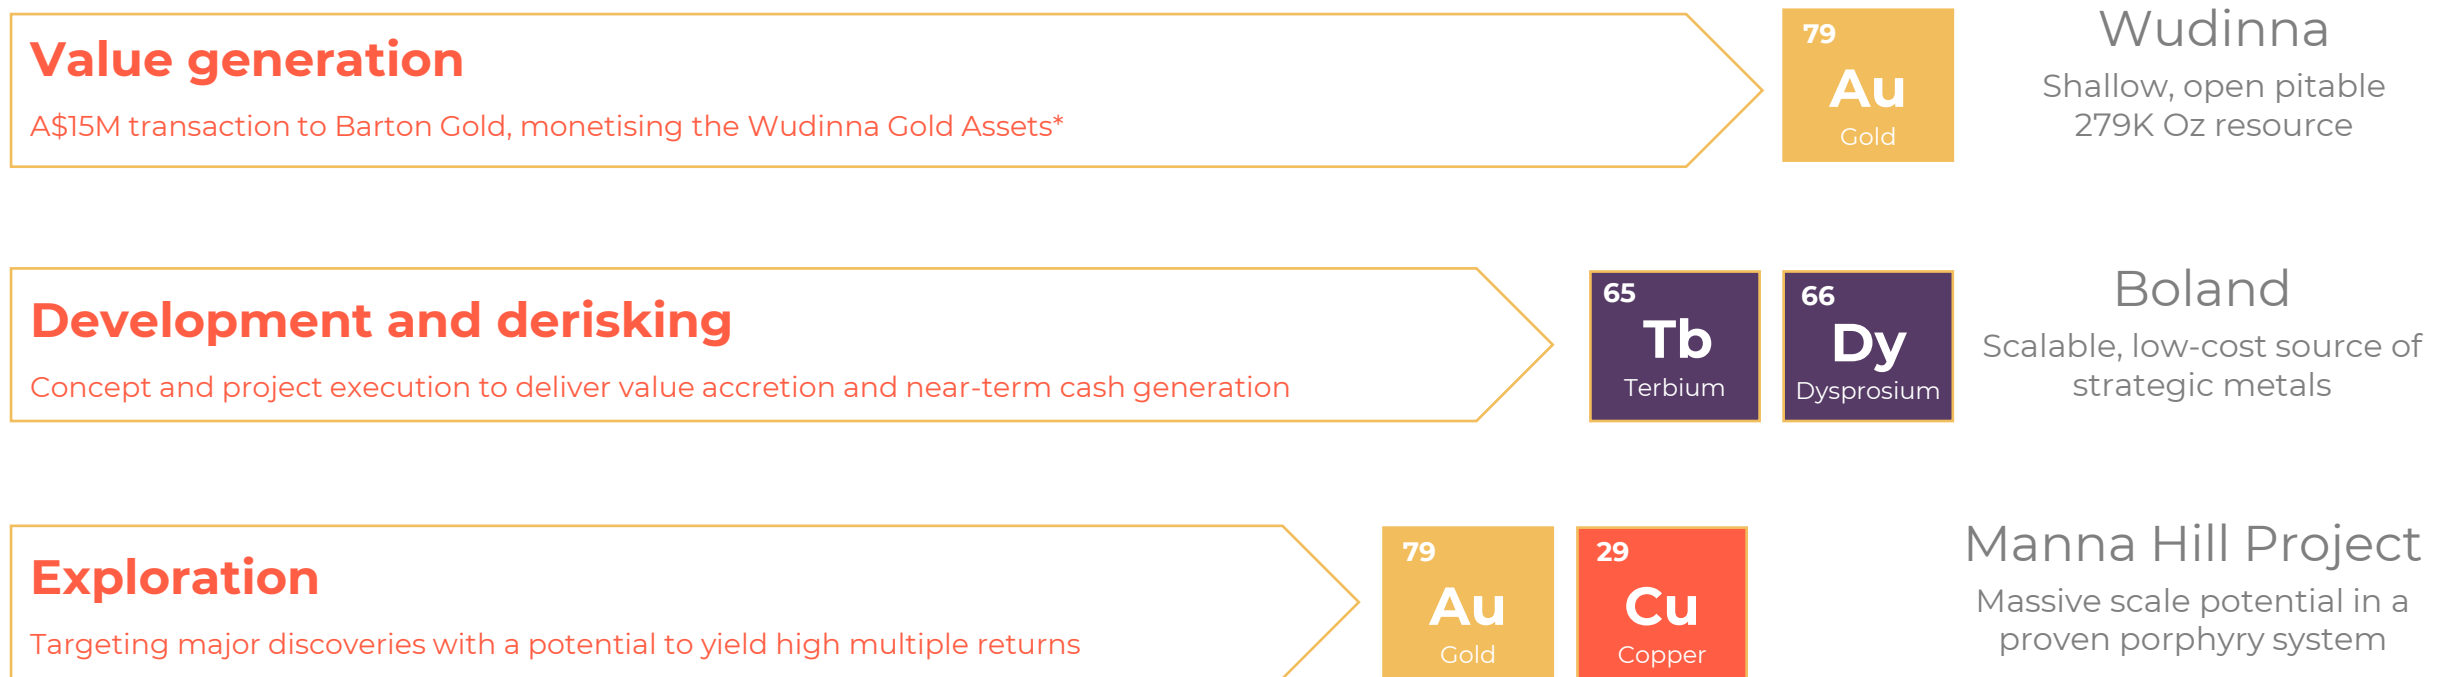 Value generation
A$15M transaction to Barton Gold, monetising the Wudinna Gold Assets*
79
Au
Gold
Wudinna
Shallow, open pitable
279K Oz resource
Development and derisking
Concept and project execution to deliver value accretion and near-term cash generation
65
Tb
Terbium
66
Dy
Dysprosium
Boland
Scalable, low-cost source of
strategic metals
Exploration
Targeting major discoveries with a potential to yield high multiple returns
79
Au
Gold
29
Cu
Copper
Manna Hill Project
Massive scale potential in a
proven porphyry system